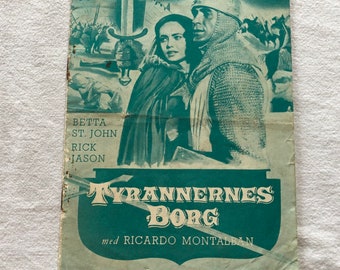 BETTA
ST. JOHN
RICK
JASON
TYRANNERNES
BORG
med RICARDO MONTALBAN